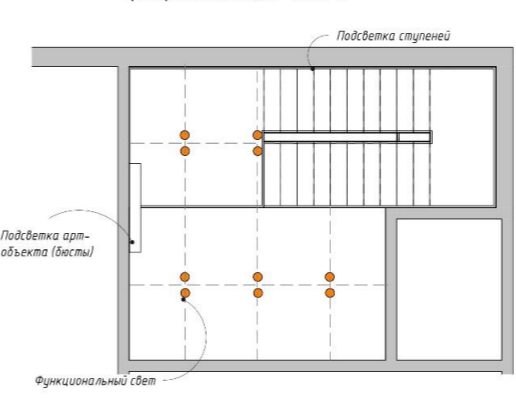 Подсветка ступеней
Подсветка арт-
объекта (бюсты)
Функциональный свет